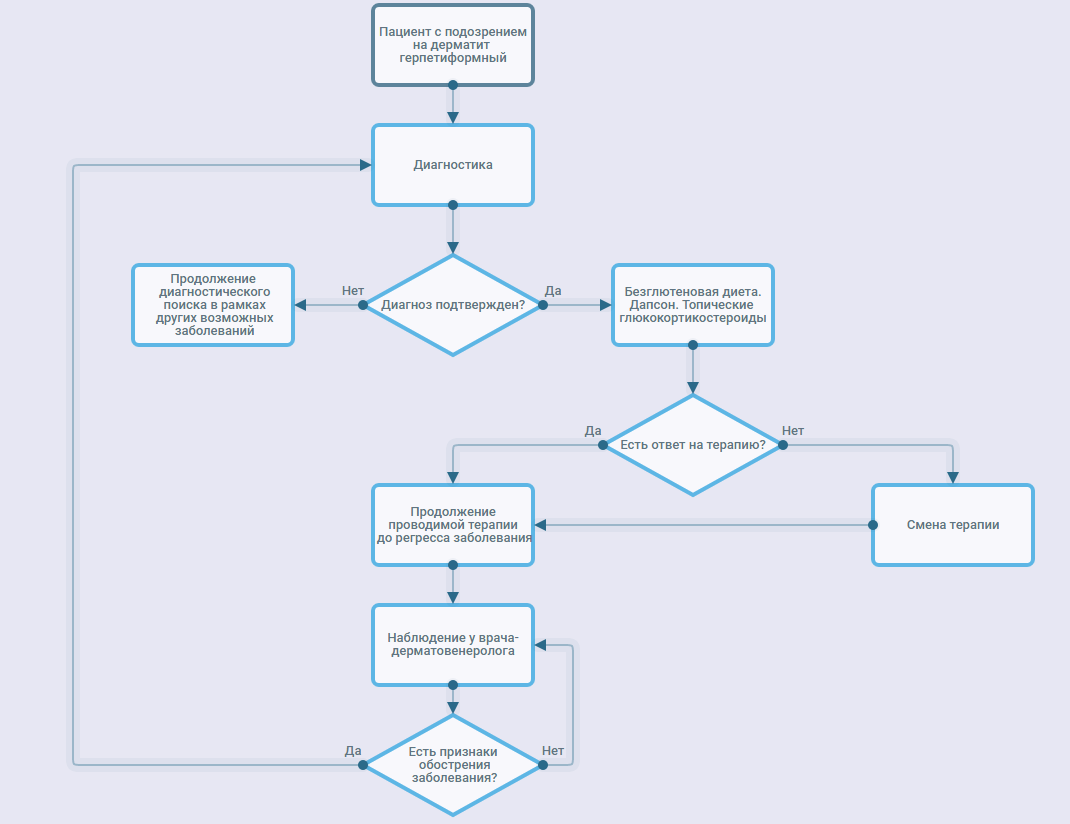 Пациент с подозрением
на дерматит
герпетиформный
Диагностика
Нет
Диагноз подтвержден?
Да
Продолжение
диагностического
поиска в рамках
других возможных
заболеваний
Безглютеновая диета.
Дапсон. Топические
глюкокортикостероиды
Да
Есть ответ на терапию?
Нет
Продолжение
проводимой терапии
до регресса заболевания
Смена терапии
Наблюдение у врача-
дерматовенеролога
Да
Есть признаки
обострения
заболевания?
Нет